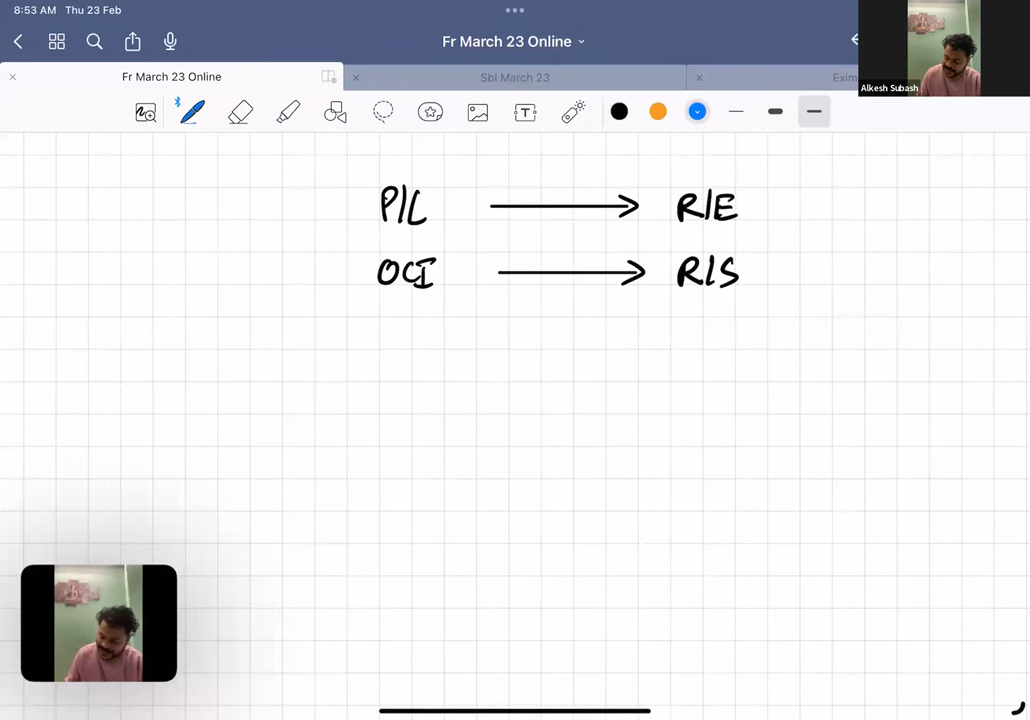 8:53 AM Thu 23 Feb
Fr March 23 Online
Alkesh Subash
Fr March 23 Online
Sbl March 23
Exim
T
P/L → R/E
OCI → R/S